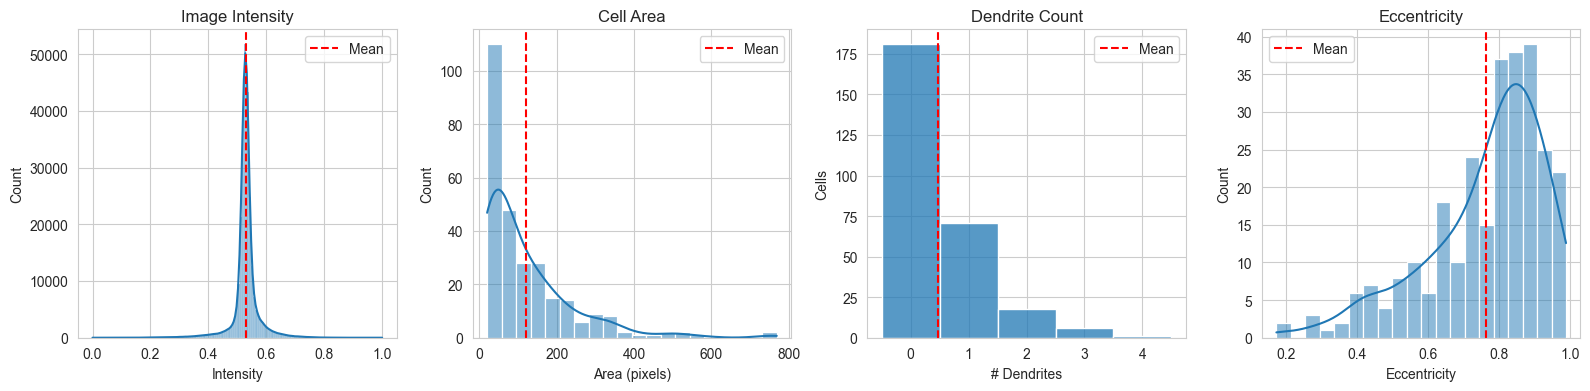 Image Intensity
Mean
50000
40000
30000
20000
10000
0
Count
0.0 0.2 0.4 0.6 0.8 1.0
Intensity
Cell Area
Mean
100
80
60
40
20
0
Count
0 200 400 600 800
Area (pixels)
Dendrite Count
Mean
175
150
125
100
75
50
25
0
Cells
0 1 2 3 4
# Dendrites
Eccentricity
Mean
40
35
30
25
20
15
10
5
0
Count
0.2 0.4 0.6 0.8 1.0
Eccentricity